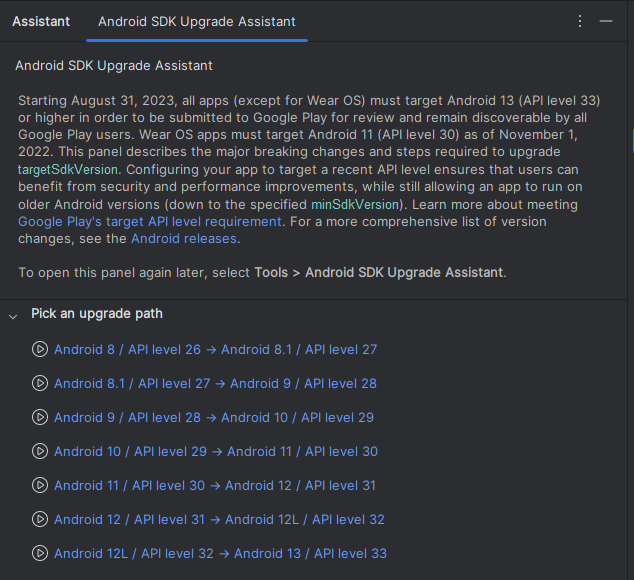 Assistant
Android SDK Upgrade Assistant
Android SDK Upgrade Assistant
Starting August 31, 2023, all apps (except for Wear OS) must target Android 13 (API level 33)
or higher in order to be submitted to Google Play for review and remain discoverable by all
Google Play users. Wear OS apps must target Android 11 (API level 30) as of November 1,
2022. This panel describes the major breaking changes and steps required to upgrade
targetSdkVersion. Configuring your app to target a recent API level ensures that users can
benefit from security and performance improvements, while still allowing an app to run on
older Android versions (down to the specified minSdkVersion). Learn more about meeting
Google Play's target API level requirement. For a more comprehensive list of version
changes, see the Android releases.
To open this panel again later, select Tools > Android SDK Upgrade Assistant.
Pick an upgrade path
Android 8 / API level 26 → Android 8.1 / API level 27
Android 8.1 / API level 27 → Android 9 / API level 28
Android 9 / API level 28 → Android 10 / API level 29
Android 10 / API level 29 → Android 11 / API level 30
Android 11 / API level 30 → Android 12 / API level 31
Android 12 / API level 31 → Android 12L / API level 32
Android 12L / API level 32 → Android 13 / API level 33